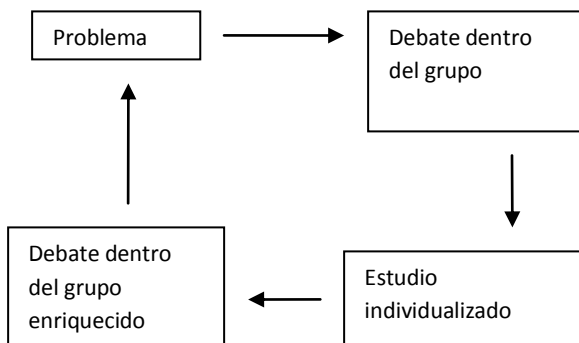 Problema
Debate dentro
del grupo
Estudio
individualizado
Debate dentro
del grupo
enriquecido